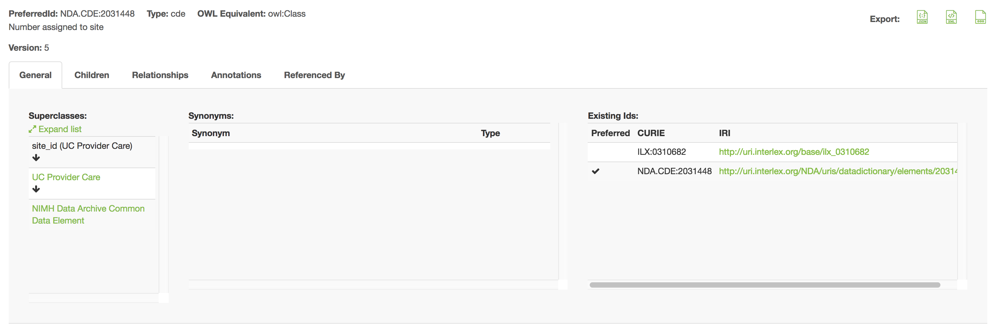 PreferredId: NDA.CDE:2031448 Type: cde OWL Equivalent: owl:Class
Number assigned to site
Export:
{;} JSON
</> XML
Version: 5
General Children Relationships Annotations Referenced By
Superclasses:
Expand list
site_id (UC Provider Care)
UC Provider Care
NIMH Data Archive Common
Data Element
Synonyms:
Synonym Type
Existing Ids:
Preferred CURIE IRI
ILX:0310682 http://uri.interlex.org/base/ilx_0310682
NDA.CDE:2031448 http://uri.interlex.org/NDA/uris/datadictionary/elements/20314